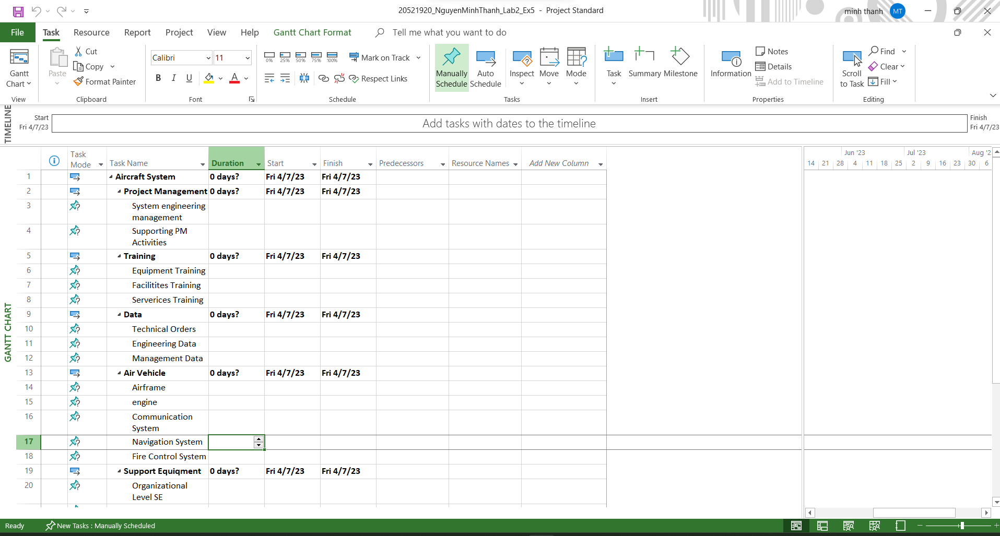 20521920_NguyenMinhThanh_Lab2_Ex5 - Project Standard
minh thanh MT
File Task Resource Report Project View Help Gantt Chart Format Tell me what you want to do
Gantt Chart
View
Paste
Cut
Copy
Format Painter
Clipboard
Calibri 11
B I U A
Font
0% 25% 50% 75% 100% Mark on Track
Respect Links
Schedule
Manually Schedule
Auto Schedule
Inspect
Move
Mode
Tasks
Task
Summary
Milestone
Insert
Information
Notes
Details
Add to Timeline
Properties
Scroll to Task
Find
Clear
Fill
Editing
TIMELINE
Start
Fri 4/7/23
Add tasks with dates to the timeline
Finish
Fri 4/7/23
GANTT CHART
Task Mode Task Name Duration Start Finish Predecessors Resource Names Add New Column
Jun '23 Jul '23 Aug '2
14 21 28 4 11 18 25 2 9 16 23 30 6
1 Aircraft System 0 days? Fri 4/7/23 Fri 4/7/23
2 Project Management 0 days? Fri 4/7/23 Fri 4/7/23
3 System engineering
management
4 Supporting PM
Activities
5 Training 0 days? Fri 4/7/23 Fri 4/7/23
6 Equipment Training
7 Facilitites Training
8 Serverices Training
9 Data 0 days? Fri 4/7/23 Fri 4/7/23
10 Technical Orders
11 Engineering Data
12 Management Data
13 Air Vehicle 0 days? Fri 4/7/23 Fri 4/7/23
14 Airframe
15 engine
16 Communication
System
17 Navigation System
18 Fire Control System
19 Support Equiqment 0 days? Fri 4/7/23 Fri 4/7/23
20 Organizational
Level SE
Ready New Tasks : Manually Scheduled